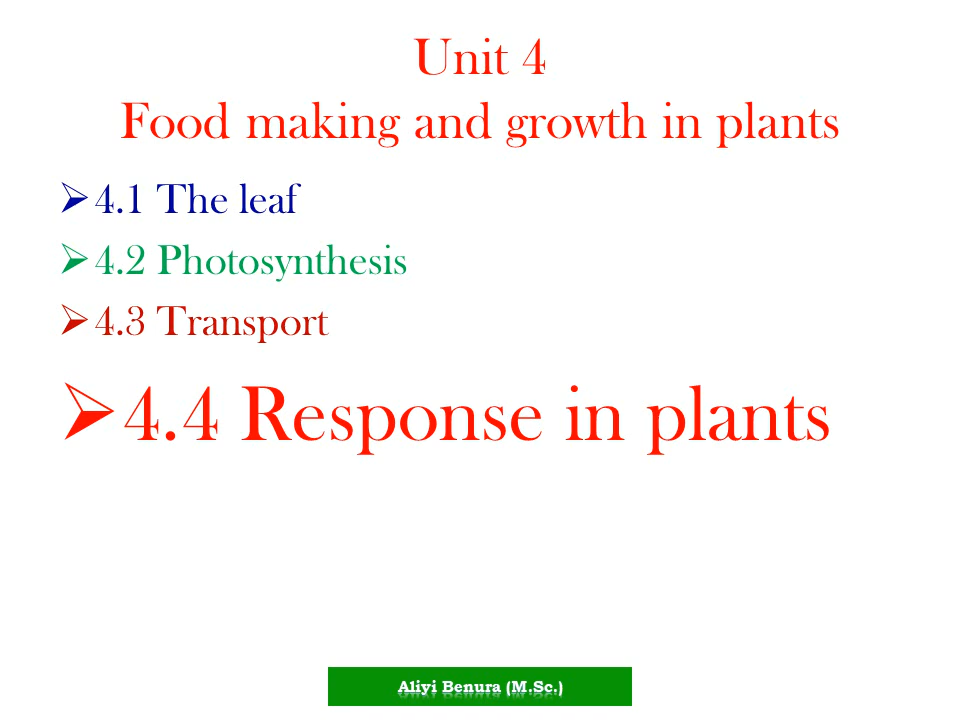 Unit 4
Food making and growth in plants
➢4.1 The leaf
➢4.2 Photosynthesis
➢4.3 Transport
➢4.4 Response in plants
Aliyi Benura (M.Sc.)